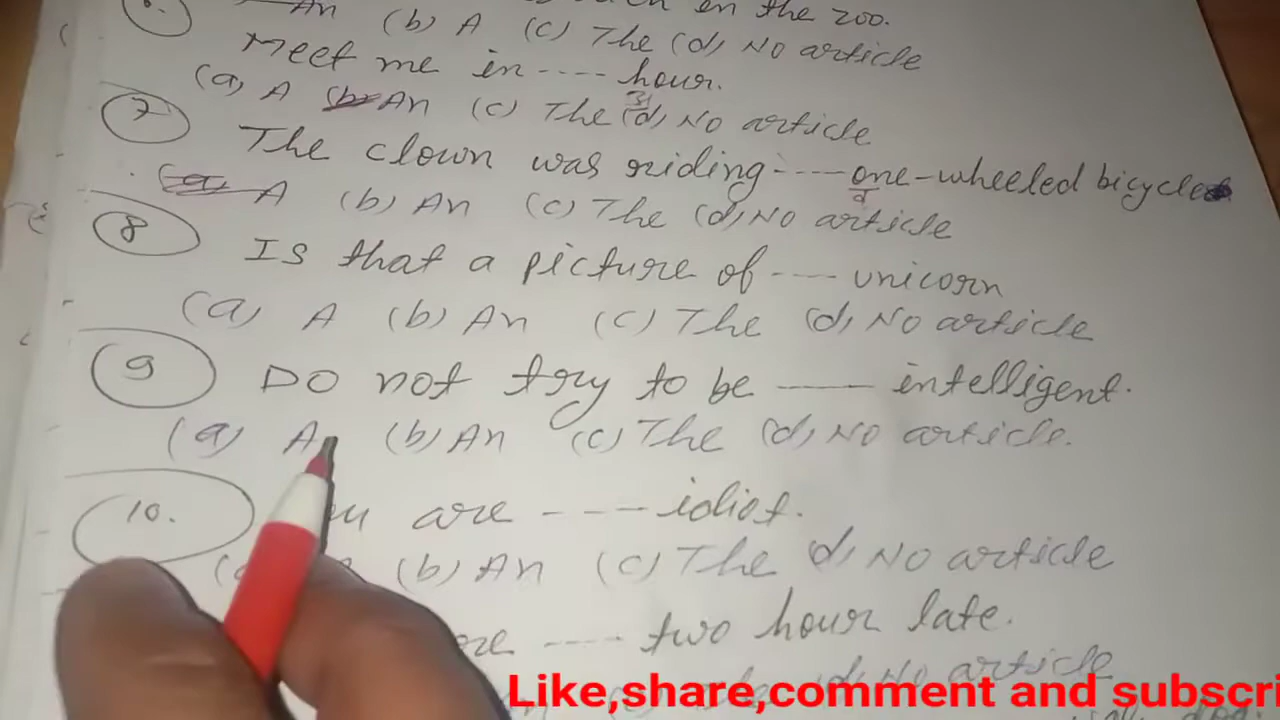 An (b) A (c) The (d) No article in the zoo.
Meet me in ---- hour.
(a) A (b) An (c) The (d) No article
7 The clown was riding ---- one-wheeled bicycle
(a) A (b) An (c) The (d) No article
8 Is that a picture of ---- unicorn
(a) A (b) An (c) The (d) No article
9 Do not try to be —— intelligent.
(a) A (b) An (c) The (d) No article.
10. are ---- idiot.
(b) An (c) The (d) No article
---- two hour late.
(d) No article
Like,share,comment and subscri